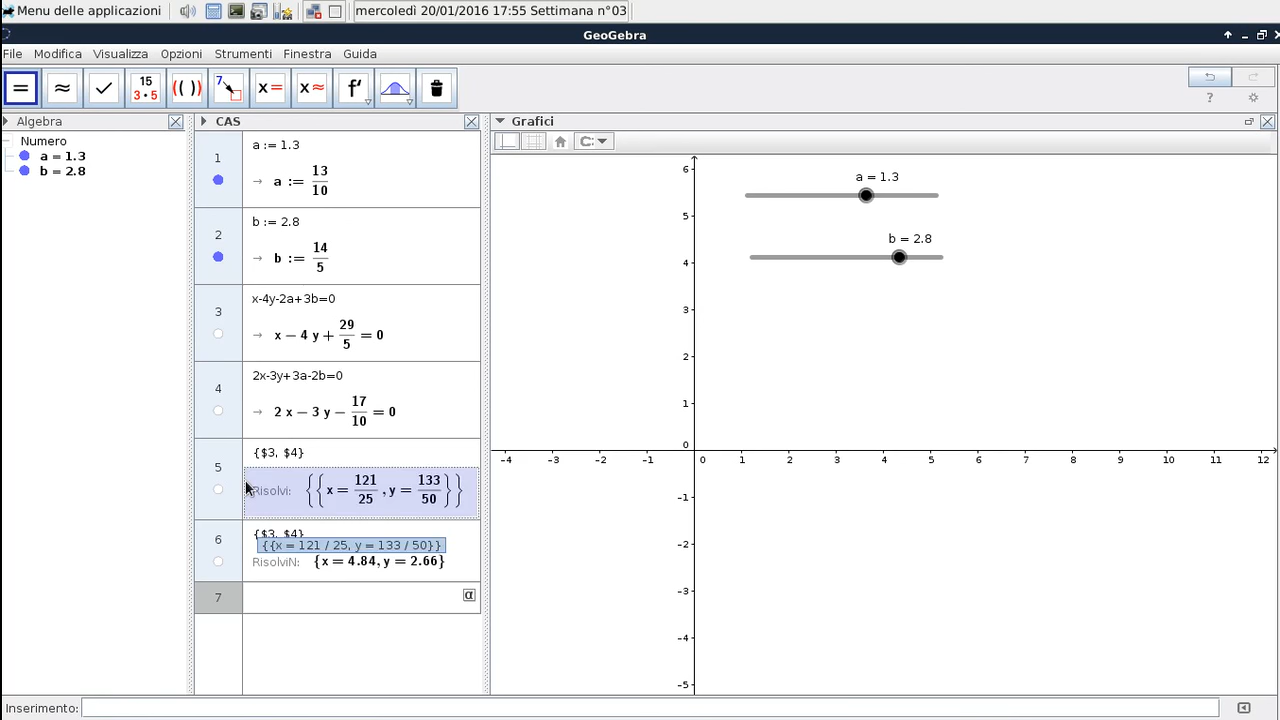 Menu delle applicazioni
mercoledì 20/01/2016 17:55 Settimana n°03
GeoGebra
File Modifica Visualizza Opzioni Strumenti Finestra Guida
= ≈ ✓ 15 3·5 (( )) 7 x= x≈ f'
?
Algebra
Numero
a = 1.3
b = 2.8
CAS
1
a := 1.3
→ a := 13/10
2
b := 2.8
→ b := 14/5
3
x-4y-2a+3b=0
→ x − 4 y + 29/5 = 0
4
2x-3y+3a-2b=0
→ 2 x − 3 y − 17/10 = 0
5
{$3, $4}
Risolvi: {{x = 121/25 , y = 133/50}}
6
{$3, $4}
{{x = 121 / 25, y = 133 / 50}}
RisolviN: {x = 4.84, y = 2.66}
7
α
Grafici
a = 1.3
b = 2.8
6
5
4
3
2
1
0
-4 -3 -2 -1 0 1 2 3 4 5 6 7 8 9 10 11 12
-1
-2
-3
-4
-5
Inserimento: